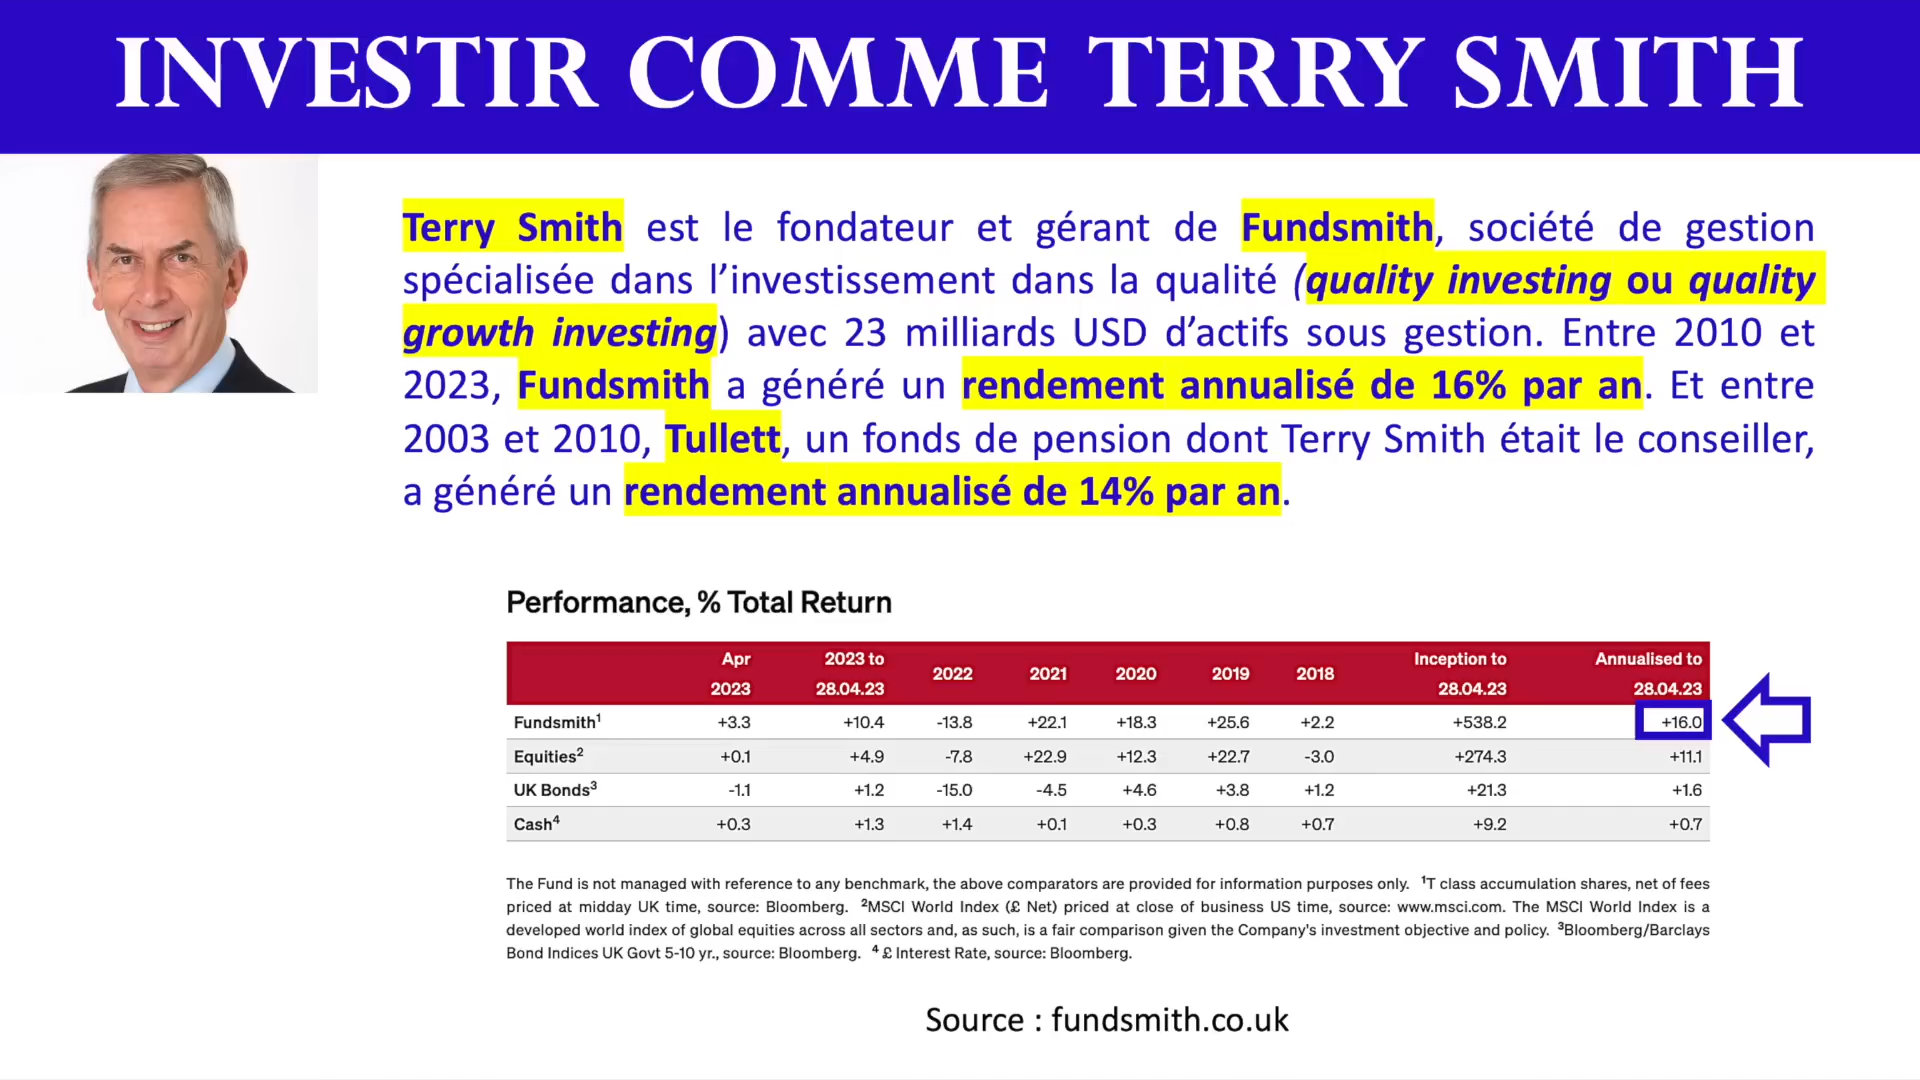 INVESTIR COMME TERRY SMITH
Terry Smith est le fondateur et gérant de Fundsmith, société de gestion
spécialisée dans l’investissement dans la qualité (quality investing ou quality
growth investing) avec 23 milliards USD d’actifs sous gestion. Entre 2010 et
2023, Fundsmith a généré un rendement annualisé de 16% par an. Et entre
2003 et 2010, Tullett, un fonds de pension dont Terry Smith était le conseiller,
a généré un rendement annualisé de 14% par an.
Performance, % Total Return
Apr 2023 | 2023 to 28.04.23 | 2022 | 2021 | 2020 | 2019 | 2018 | Inception to 28.04.23 | Annualised to 28.04.23
Fundsmith¹ +3.3 +10.4 -13.8 +22.1 +18.3 +25.6 +2.2 +538.2 +16.0
Equities² +0.1 +4.9 -7.8 +22.9 +12.3 +22.7 -3.0 +274.3 +11.1
UK Bonds³ -1.1 +1.2 -15.0 -4.5 +4.6 +3.8 +1.2 +21.3 +1.6
Cash⁴ +0.3 +1.3 +1.4 +0.1 +0.3 +0.8 +0.7 +9.2 +0.7
The Fund is not managed with reference to any benchmark, the above comparators are provided for information purposes only. ¹T class accumulation shares, net of fees
priced at midday UK time, source: Bloomberg. ²MSCI World Index (£ Net) priced at close of business US time, source: www.msci.com. The MSCI World Index is a
developed world index of global equities across all sectors and, as such, is a fair comparison given the Company's investment objective and policy. ³Bloomberg/Barclays
Bond Indices UK Govt 5-10 yr., source: Bloomberg. ⁴ £ Interest Rate, source: Bloomberg.
Source : fundsmith.co.uk